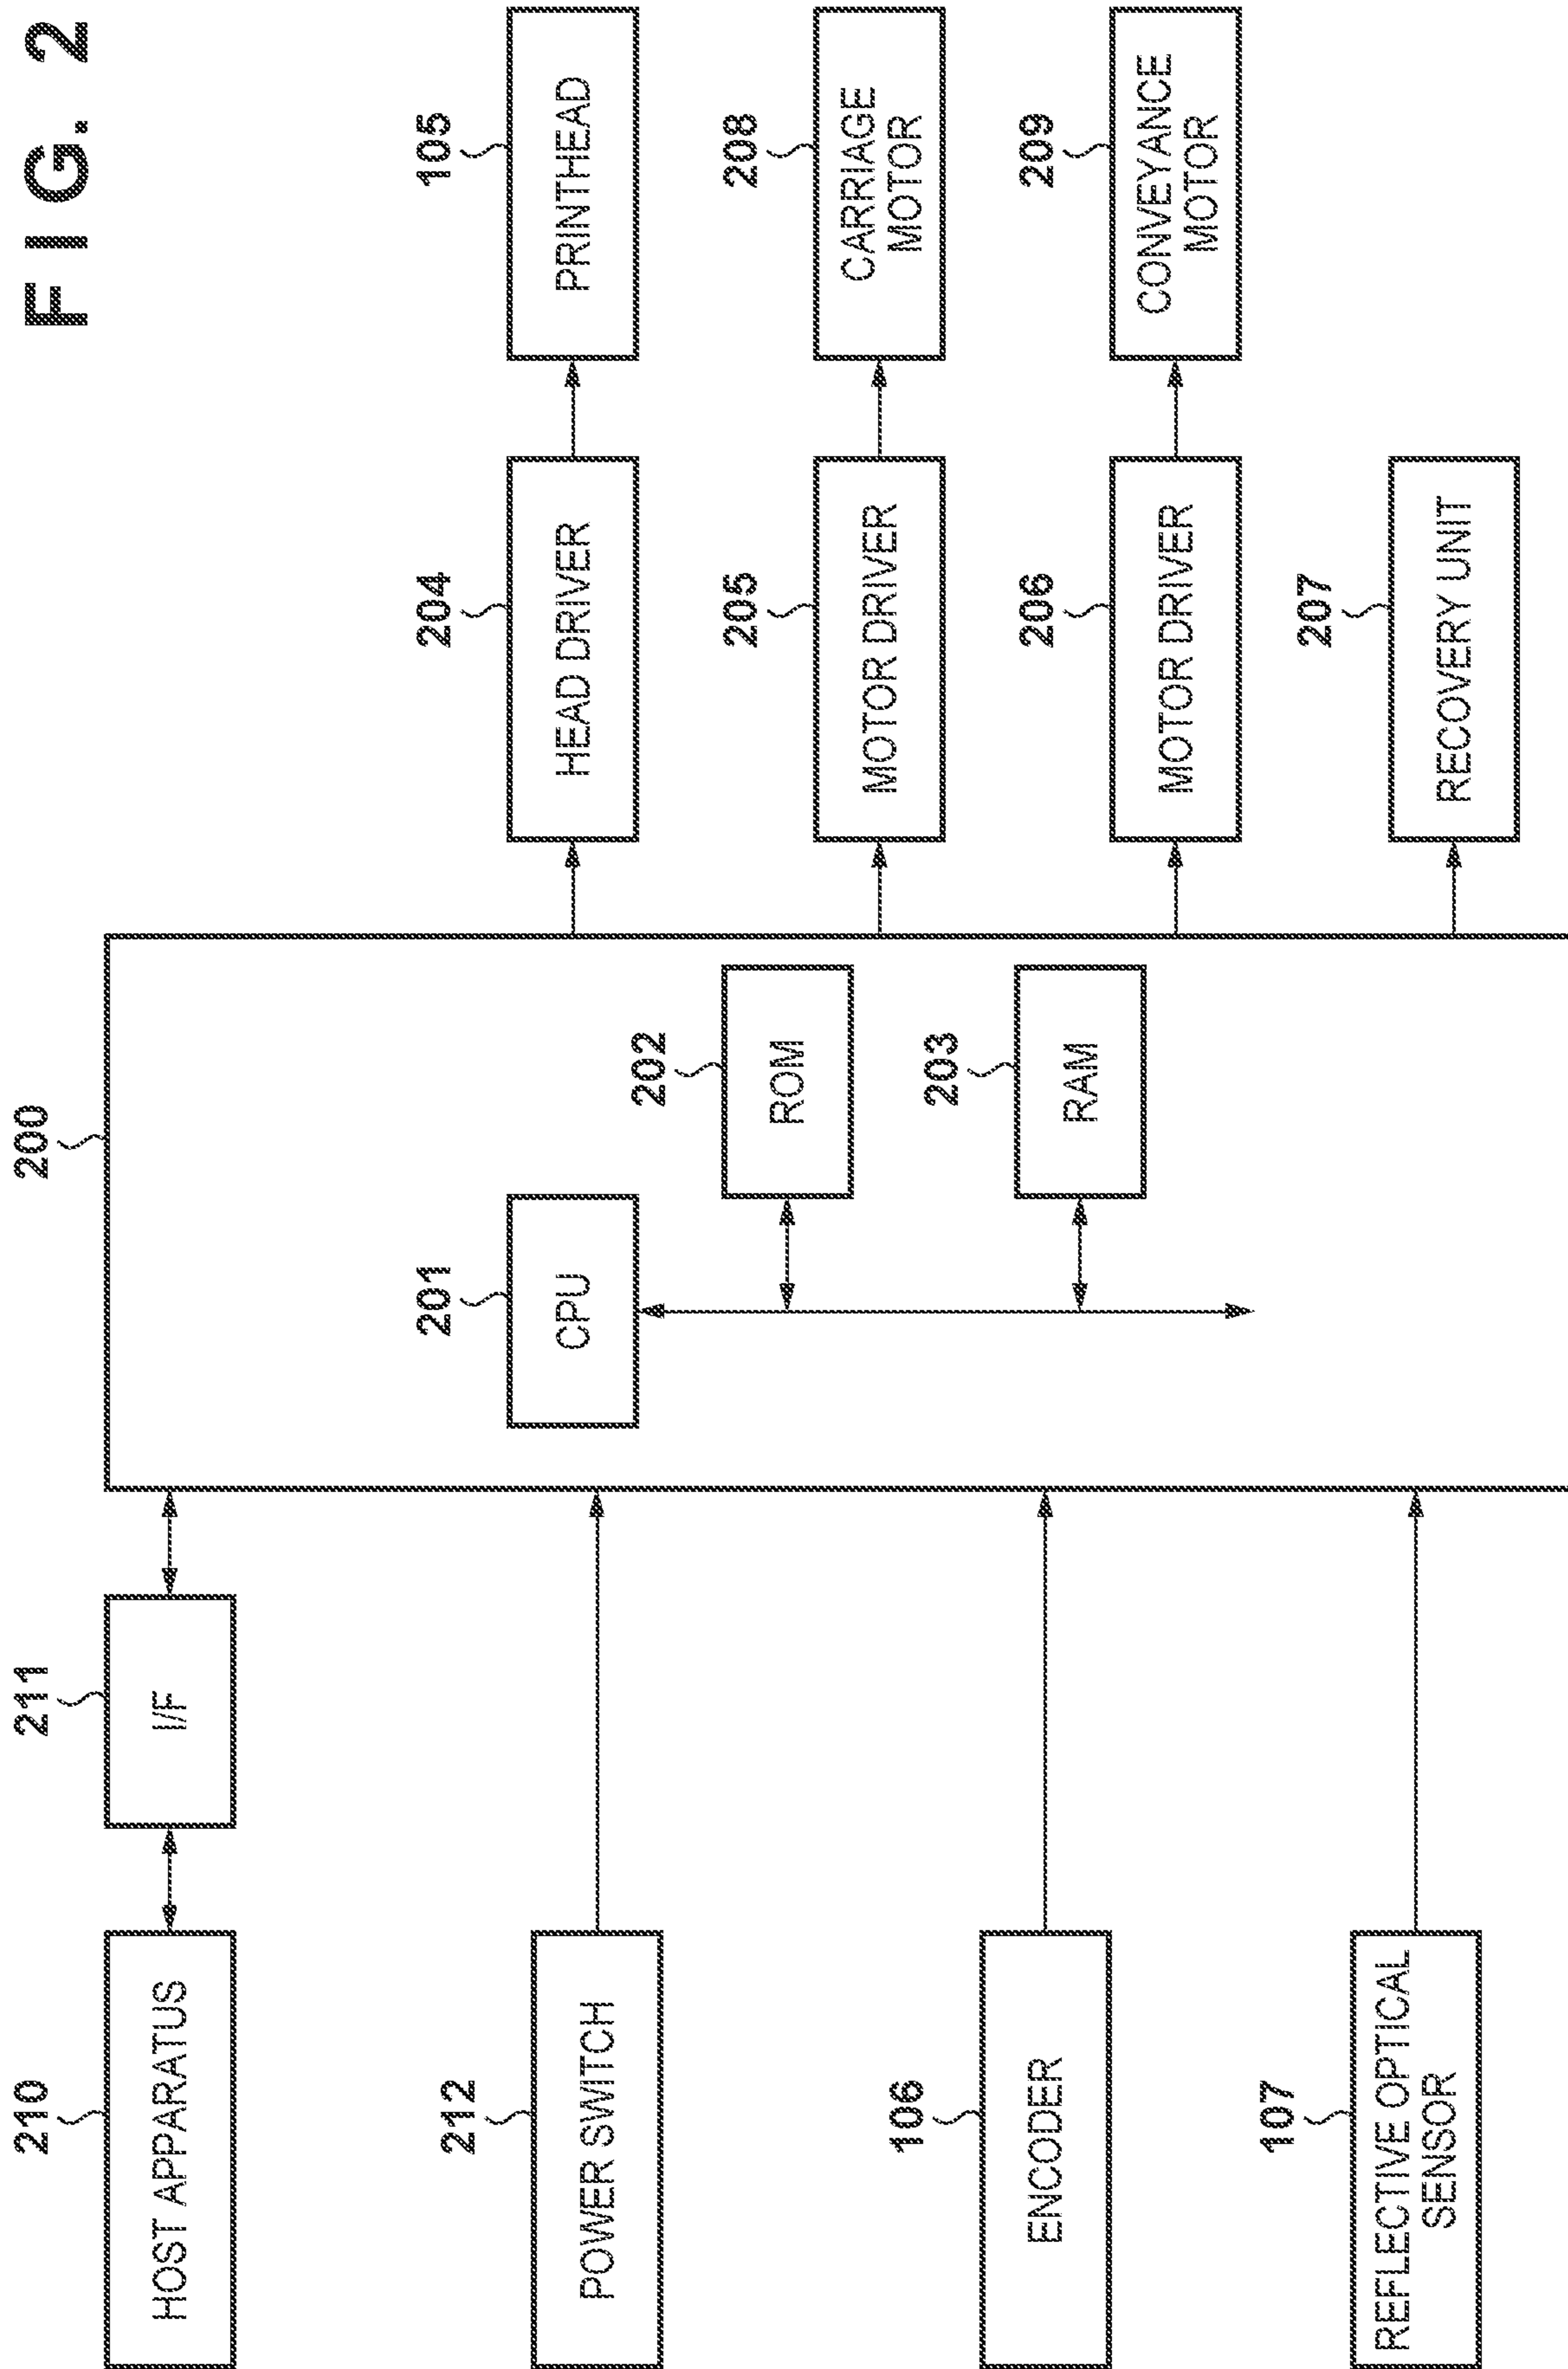 FIG. 2
210
HOST APPARATUS
211
I/F
200
212
POWER SWITCH
106
ENCODER
107
REFLECTIVE OPTICAL
SENSOR
201
CPU
202
ROM
203
RAM
204
HEAD DRIVER
105
PRINTHEAD
205
MOTOR DRIVER
208
CARRIAGE
MOTOR
206
MOTOR DRIVER
209
CONVEYANCE
MOTOR
207
RECOVERY UNIT